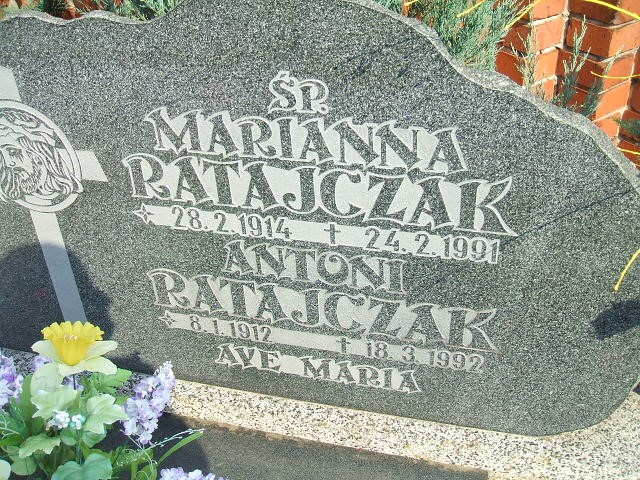 ŚP.
MARIANNA
RATAJCZAK
* 28.2.1914 † 24.2.1991
ANTONI
RATAJCZAK
* 8.1.1912 † 18.3.1992
AVE MARIA